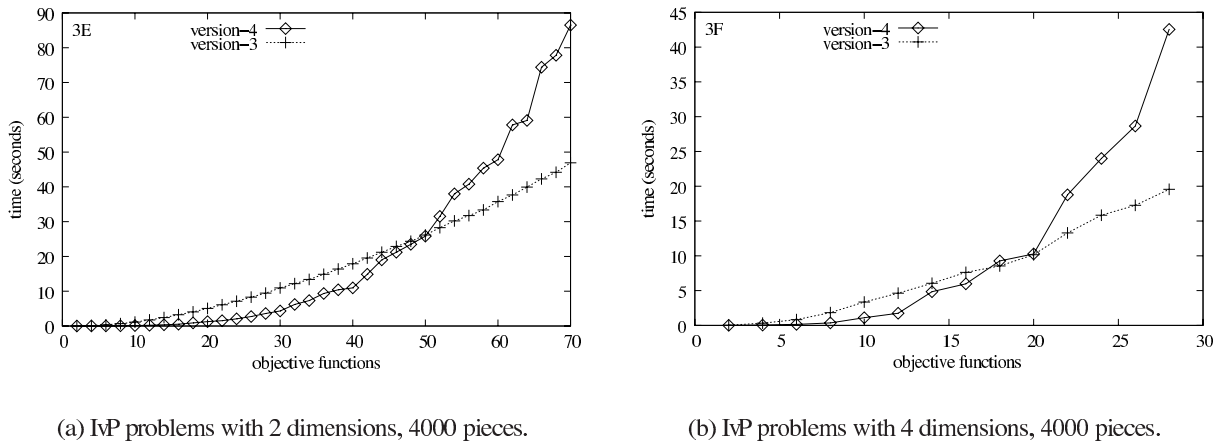 3E
version-4
version-3
90
80
70
60
50
40
30
20
10
0
time (seconds)
0 10 20 30 40 50 60 70
objective functions
(a) IvP problems with 2 dimensions, 4000 pieces.
3F
version-4
version-3
45
40
35
30
25
20
15
10
5
0
time (seconds)
0 5 10 15 20 25 30
objective functions
(b) IvP problems with 4 dimensions, 4000 pieces.